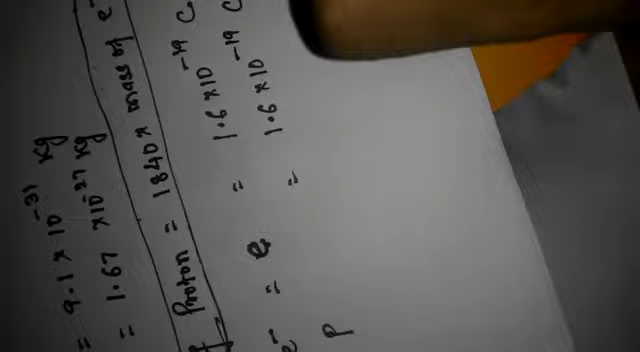 = 9.1 × 10⁻³¹ kg
= 1.67 × 10⁻²⁷ kg
f Proton = 1840 × mass of e⁻
e⁻ = e = 1.6 × 10⁻¹⁹ C
P = 1.6 × 10⁻¹⁹ C